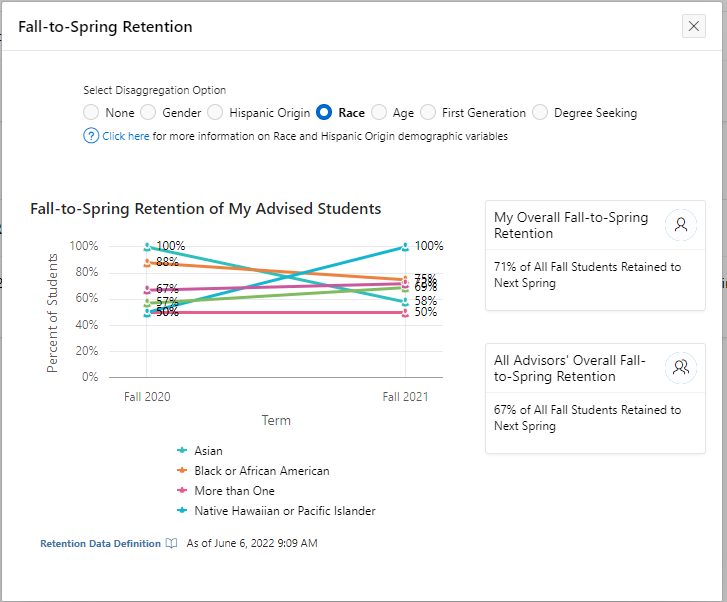 Fall-to-Spring Retention
Select Disaggregation Option
None Gender Hispanic Origin Race Age First Generation Degree Seeking
? Click here for more information on Race and Hispanic Origin demographic variables
Fall-to-Spring Retention of My Advised Students
Percent of Students
100%
80%
60%
40%
20%
0%
100%
88%
67%
57%
50%
100%
75%
58%
50%
Fall 2020
Fall 2021
Term
Asian
Black or African American
More than One
Native Hawaiian or Pacific Islander
My Overall Fall-to-Spring
Retention
71% of All Fall Students Retained to
Next Spring
All Advisors' Overall Fall-
to-Spring Retention
67% of All Fall Students Retained to
Next Spring
Retention Data Definition As of June 6, 2022 9:09 AM